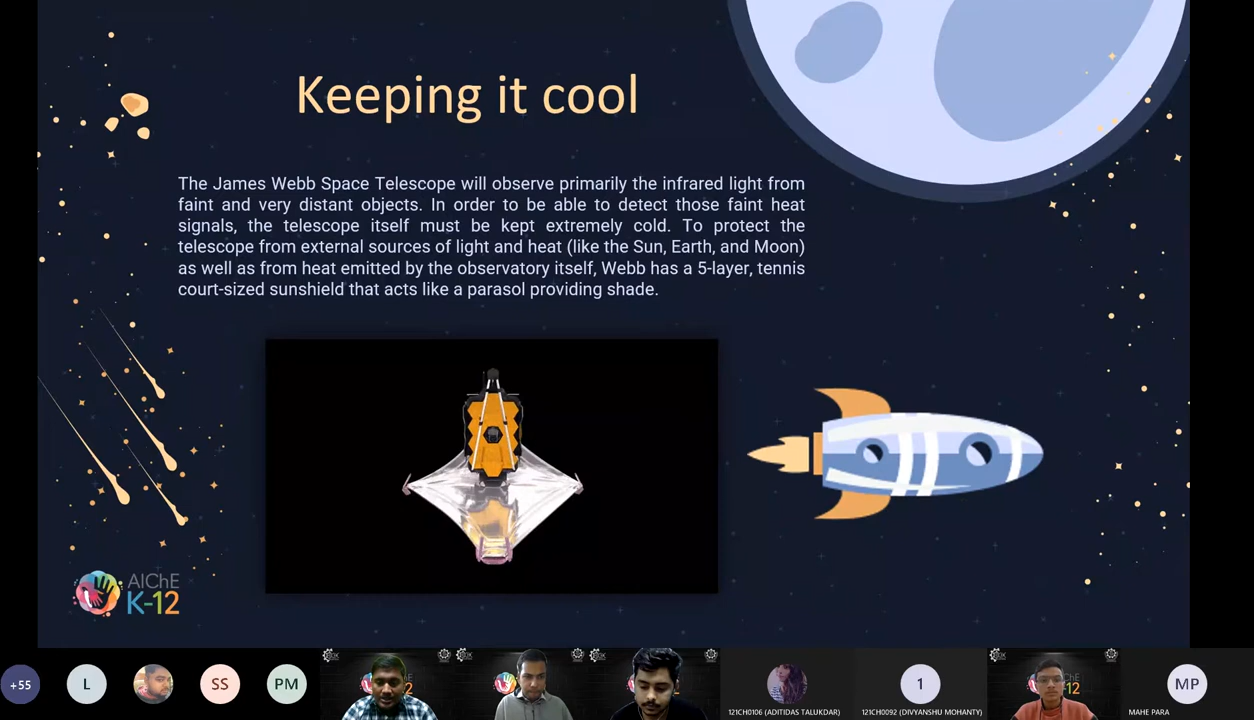 Keeping it cool
The James Webb Space Telescope will observe primarily the infrared light from
faint and very distant objects. In order to be able to detect those faint heat
signals, the telescope itself must be kept extremely cold. To protect the
telescope from external sources of light and heat (like the Sun, Earth, and Moon)
as well as from heat emitted by the observatory itself, Webb has a 5-layer, tennis
court-sized sunshield that acts like a parasol providing shade.
AIChE
K-12
+55
L
SS
PM
121CH0106 (ADITIDAS TALUKDAR)
1
121CH0092 (DIVYANSHU MOHANTY)
MP
MAHE PARA